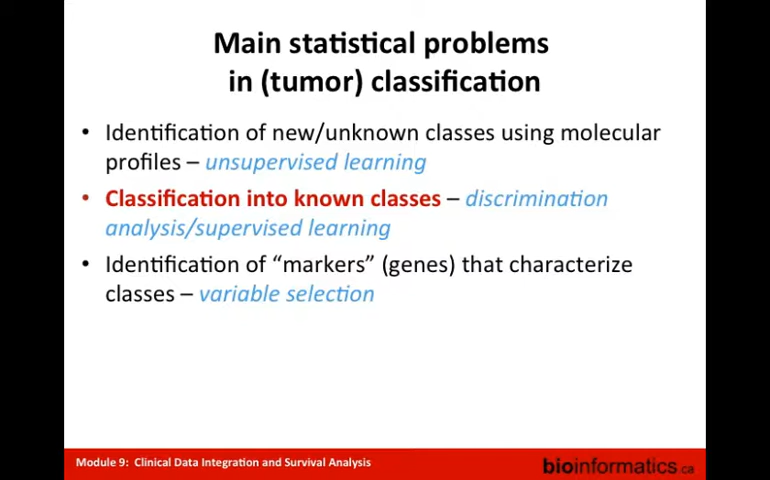 Main statistical problems
in (tumor) classification
• Identification of new/unknown classes using molecular
profiles – unsupervised learning
• Classification into known classes – discrimination
analysis/supervised learning
• Identification of “markers” (genes) that characterize
classes – variable selection
Module 9: Clinical Data Integration and Survival Analysis
bioinformatics.ca